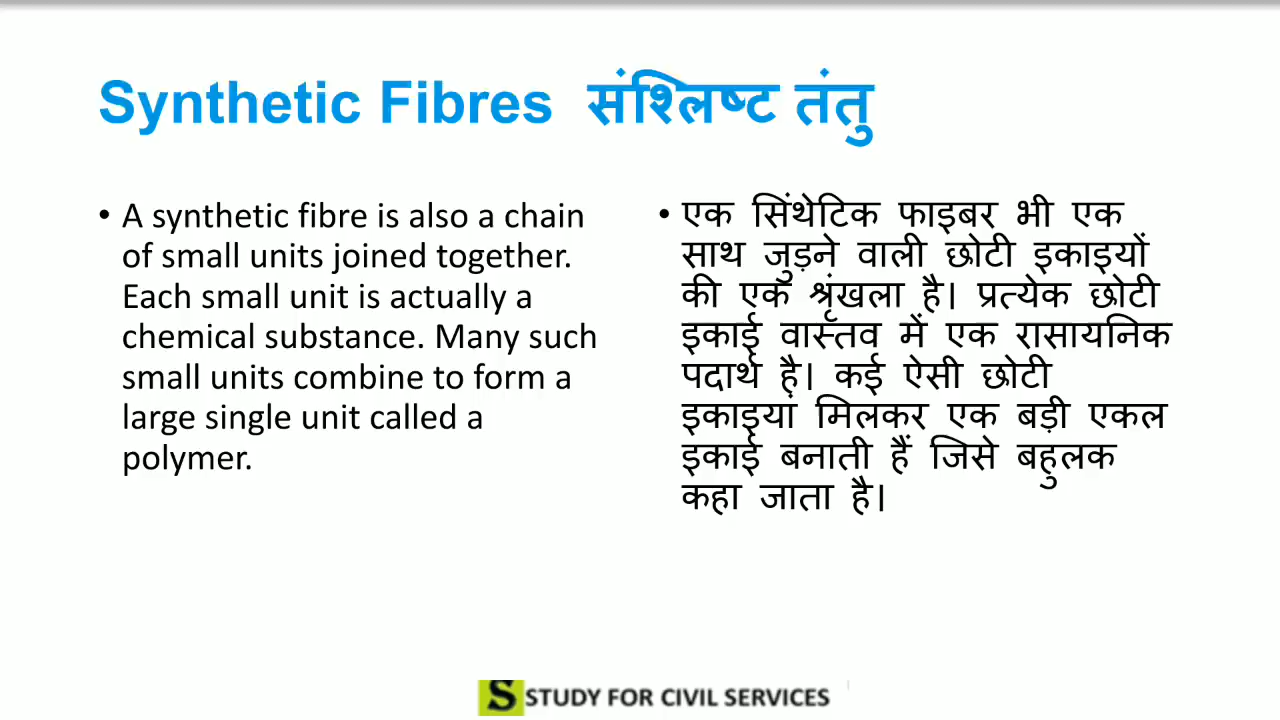 Synthetic Fibres संश्लिष्ट तंतु
• A synthetic fibre is also a chain
of small units joined together.
Each small unit is actually a
chemical substance. Many such
small units combine to form a
large single unit called a
polymer.
• एक सिंथेटिक फाइबर भी एक
साथ जुड़ने वाली छोटी इकाइयों
की एक श्रृंखला है। प्रत्येक छोटी
इकाई वास्तव में एक रासायनिक
पदार्थ है। कई ऐसी छोटी
इकाइयां मिलकर एक बड़ी एकल
इकाई बनाती हैं जिसे बहुलक
कहा जाता है।
S STUDY FOR CIVIL SERVICES